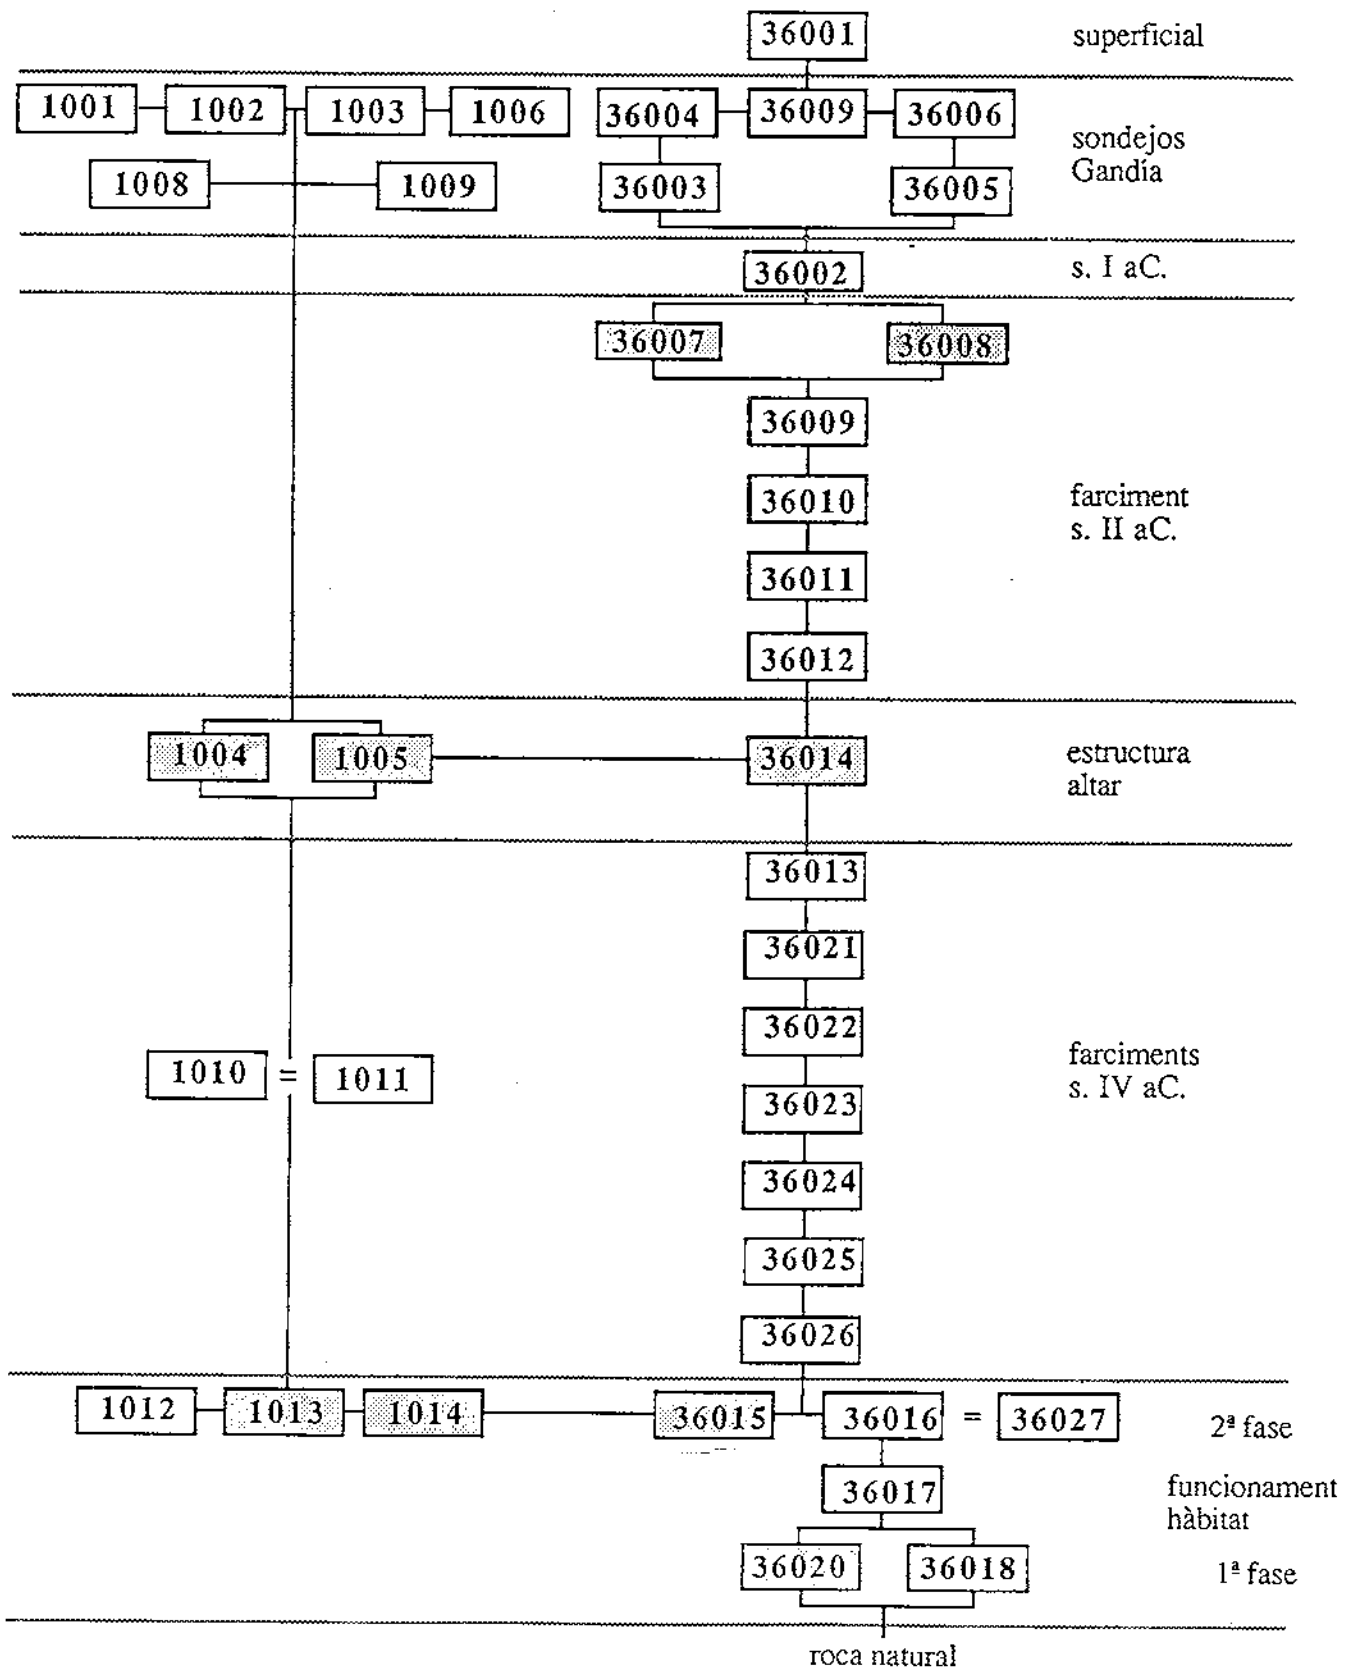 36001 superficial
1001 1002 1003 1006 36004 36009 36006
sondejos
Gandía
1008 1009 36003 36005
36002 s. I aC.
36007 36008
36009
36010
farciment
s. II aC.
36011
36012
1004 1005 36014
estructura
altar
36013
36021
36022
1010 = 1011
farciments
s. IV aC.
36023
36024
36025
36026
1012 1013 1014 36015 36016 = 36027 2ª fase
36017
funcionament
hàbitat
36020 36018 1ª fase
roca natural